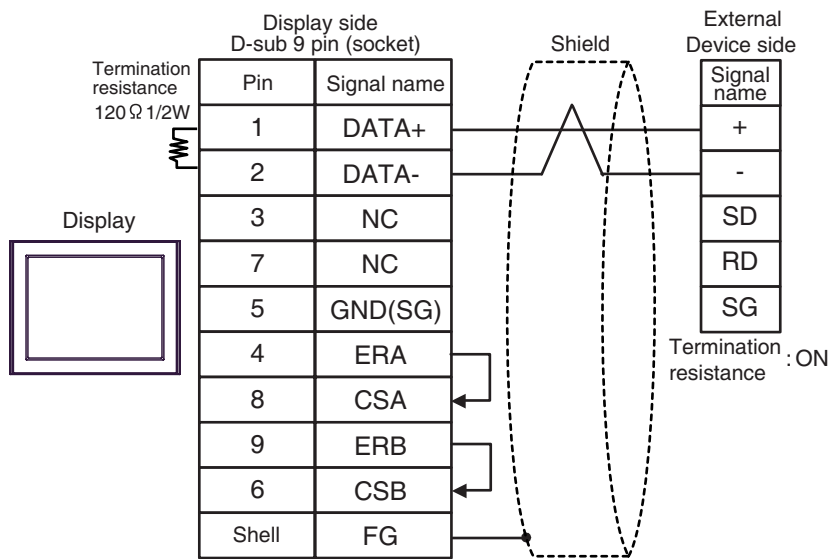 Display side
D-sub 9 pin (socket)
Shield
External
Device side
Termination
resistance
120Ω 1/2W
Pin Signal name
1 DATA+
2 DATA-
3 NC
7 NC
5 GND(SG)
4 ERA
8 CSA
9 ERB
6 CSB
Shell FG
Display
Signal
name
+
-
SD
RD
SG
Termination
resistance : ON